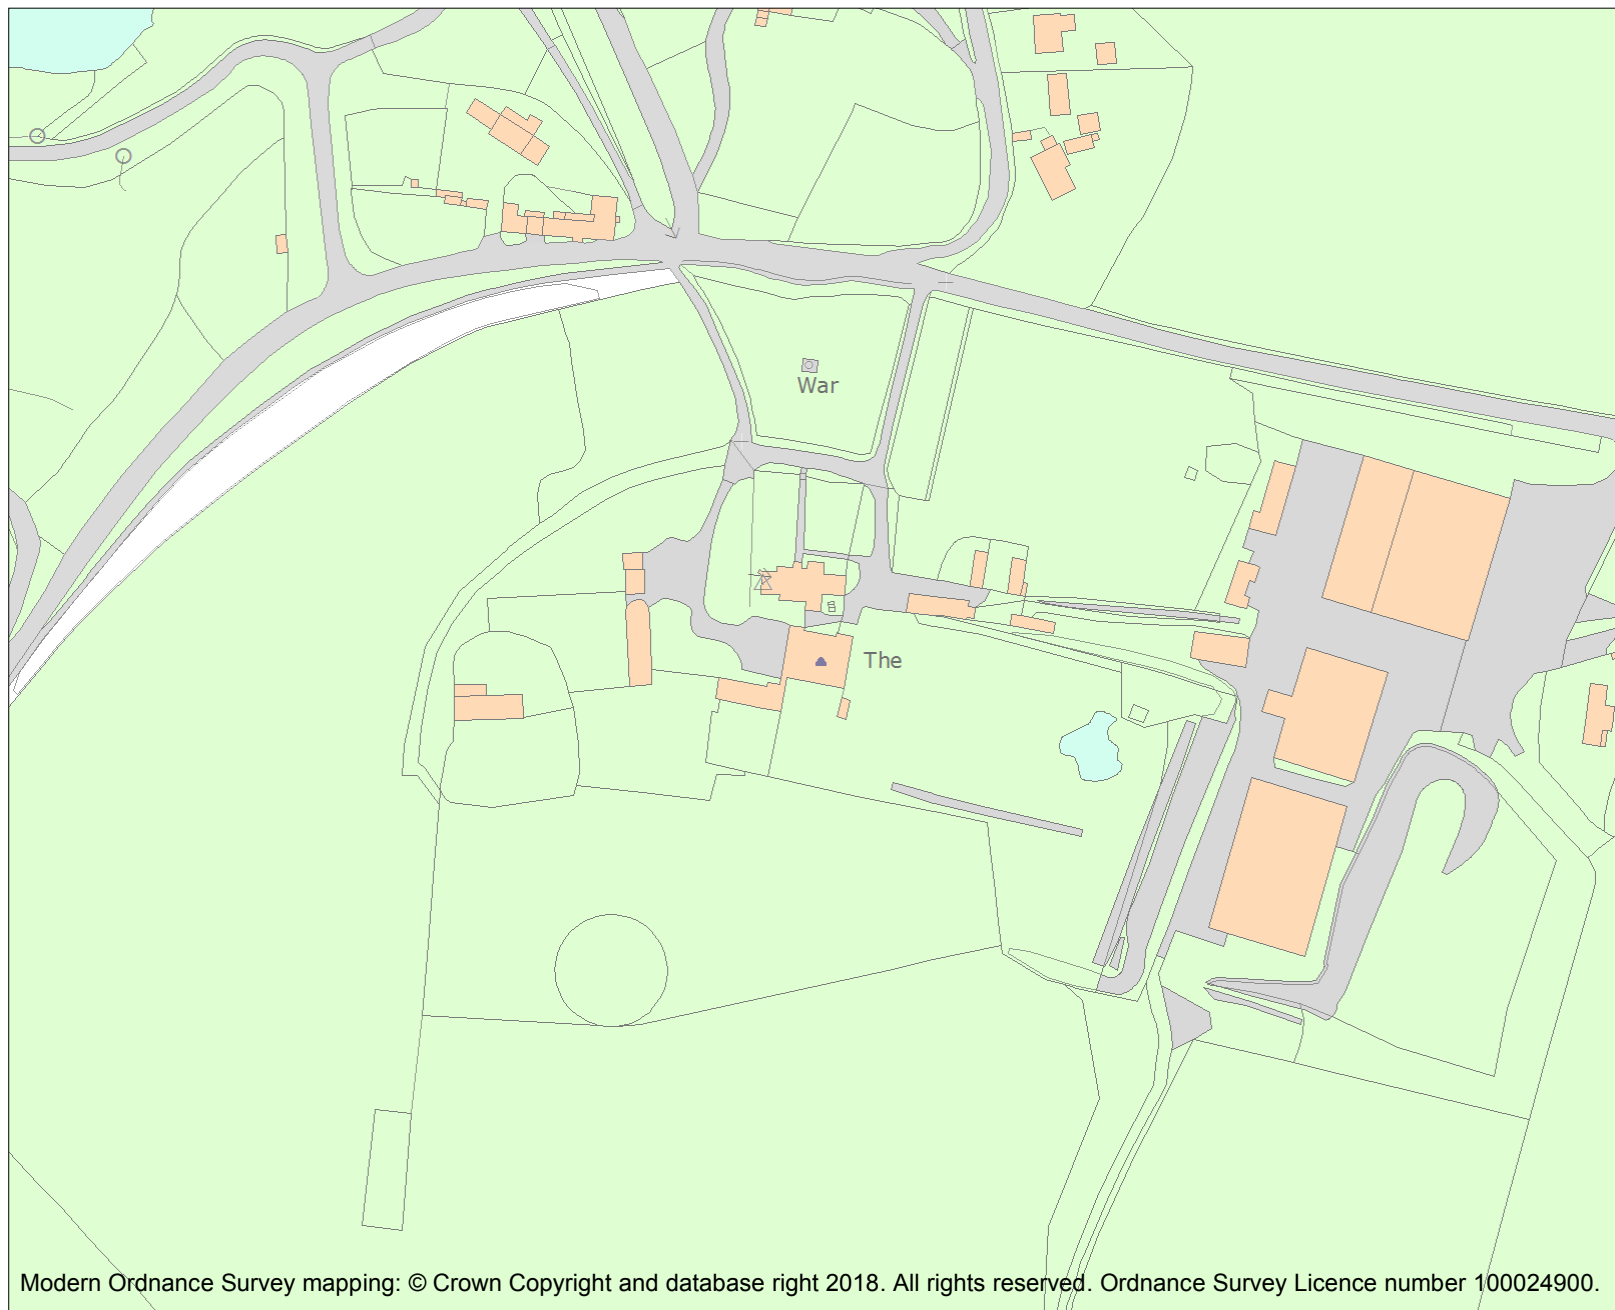 War
The
Modern Ordnance Survey mapping: © Crown Copyright and database right 2018. All rights reserved. Ordnance Survey Licence number 100024900.